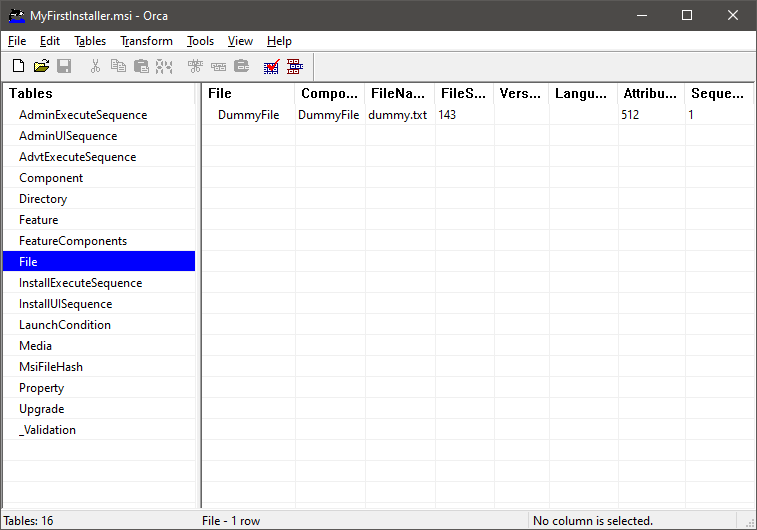 MyFirstInstaller.msi - Orca
File Edit Tables Transform Tools View Help
Tables
AdminExecuteSequence
AdminUISequence
AdvtExecuteSequence
Component
Directory
Feature
FeatureComponents
File
InstallExecuteSequence
InstallUISequence
LaunchCondition
Media
MsiFileHash
Property
Upgrade
_Validation
File Compo... FileNa... FileS... Vers... Langu... Attribu... Seque...
DummyFile DummyFile dummy.txt 143 512 1
Tables: 16 File - 1 row No column is selected.